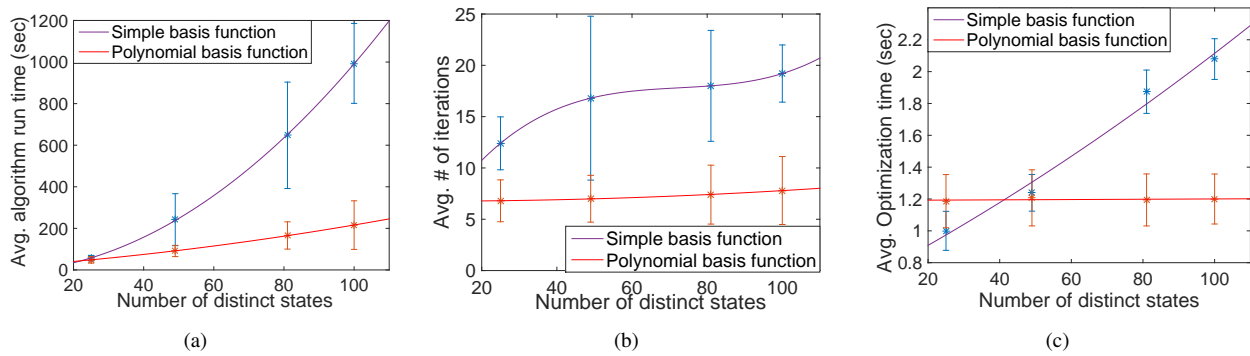 Avg. algorithm run time (sec)
1200
1000
800
600
400
200
0
20
40
60
80
100
Number of distinct states
Simple basis function
Polynomial basis function
(a)
Avg. # of iterations
25
20
15
10
5
0
20
40
60
80
100
Number of distinct states
Simple basis function
Polynomial basis function
(b)
Avg. Optimization time (sec)
2.2
2
1.8
1.6
1.4
1.2
1
0.8
20
40
60
80
100
Number of distinct states
Simple basis function
Polynomial basis function
(c)